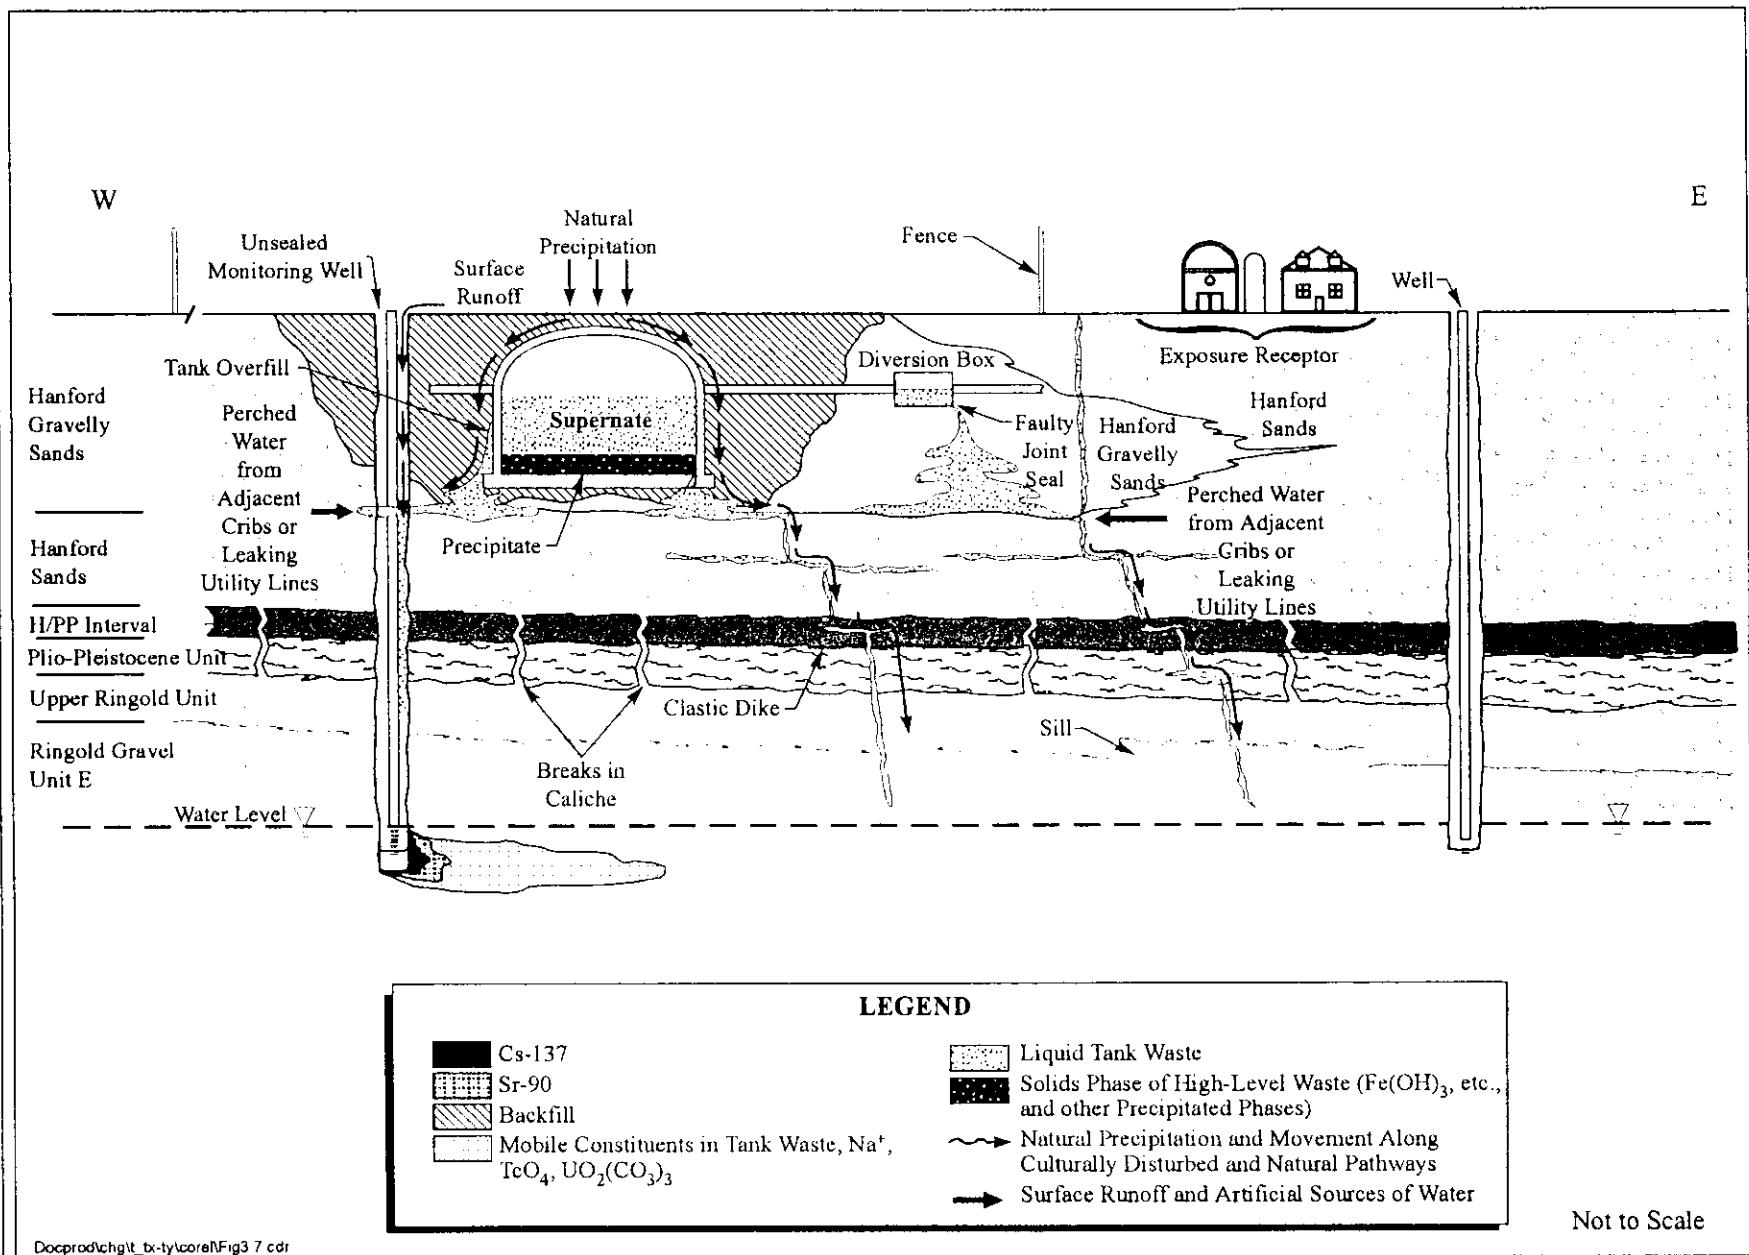 W
E
Natural
Precipitation
Unsealed
Monitoring Well
Surface
Runoff
Fence
Well
Exposure Receptor
Tank Overfill
Diversion Box
Hanford
Gravelly
Sands
Perched
Water
from
Adjacent
Cribs or
Leaking
Utility Lines
Supernate
Faulty
Joint
Seal
Hanford
Gravelly
Sands
Hanford
Sands
Perched Water
from Adjacent
Gribs or
Leaking
Utility Lines
Precipitate
Hanford
Sands
H/PP Interval
Plio-Pleistocene Unit
Upper Ringold Unit
Clastic Dike
Sill
Ringold Gravel
Unit E
Breaks in
Caliche
Water Level
LEGEND
Cs-137
Sr-90
Backfill
Mobile Constituents in Tank Waste, Na+,
TcO4, UO2(CO3)3
Liquid Tank Waste
Solids Phase of High-Level Waste (Fe(OH)3, etc.,
and other Precipitated Phases)
Natural Precipitation and Movement Along
Culturally Disturbed and Natural Pathways
Surface Runoff and Artificial Sources of Water
Not to Scale
Docprod\chg\t_tx-ty\corel\Fig3 7 cdr